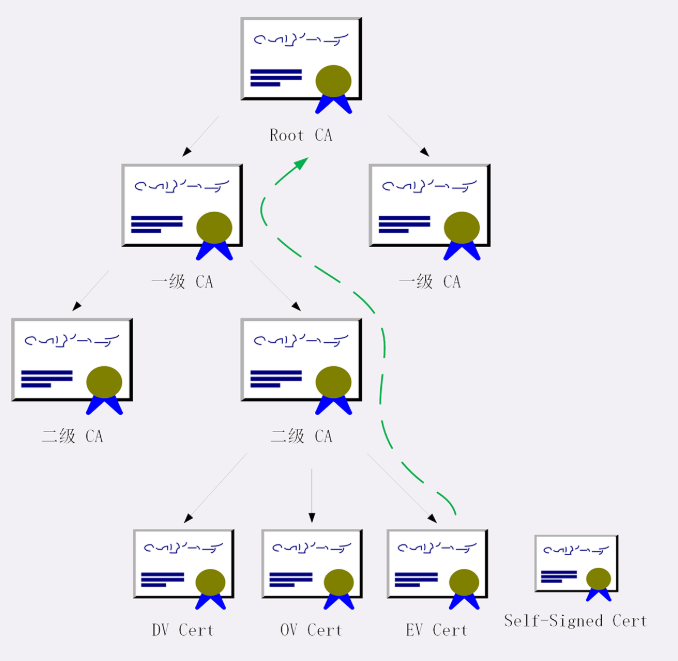 Root CA
一级 CA
一级 CA
二级 CA
二级 CA
DV Cert
OV Cert
EV Cert
Self-Signed Cert